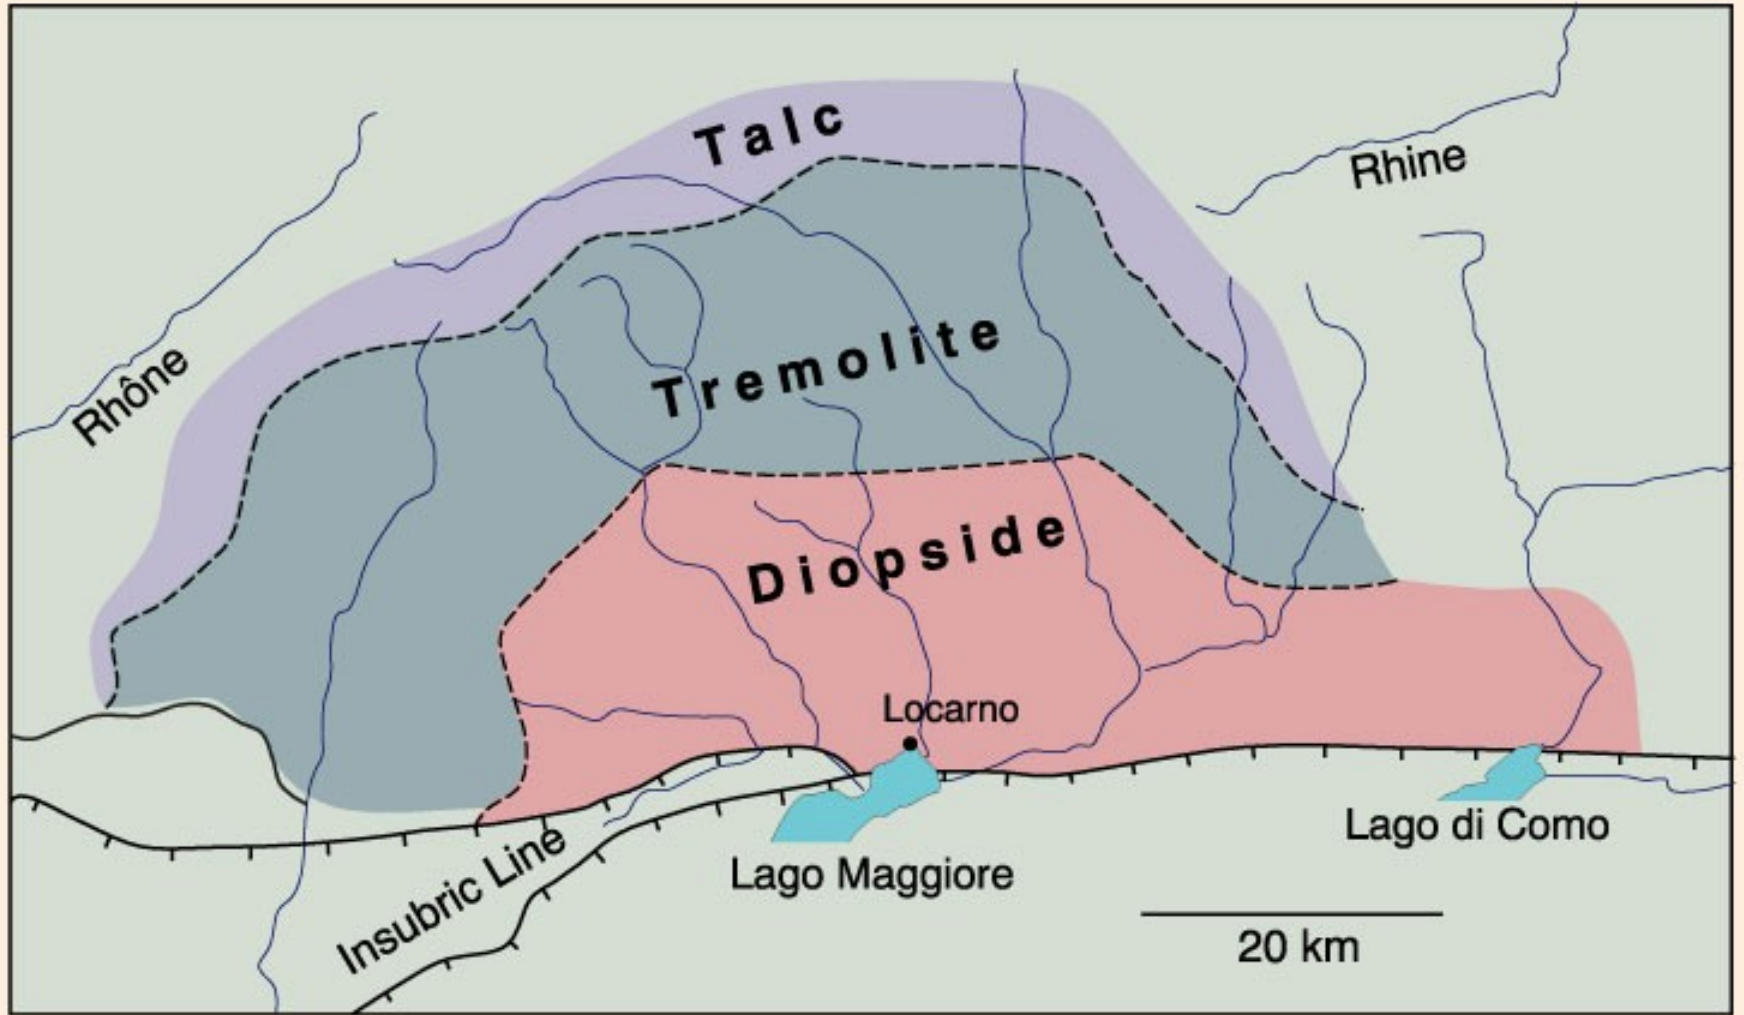 Talc
Rhine
Rhône
Tremolite
Diopside
Locarno
Insubric Line
Lago Maggiore
Lago di Como
20 km